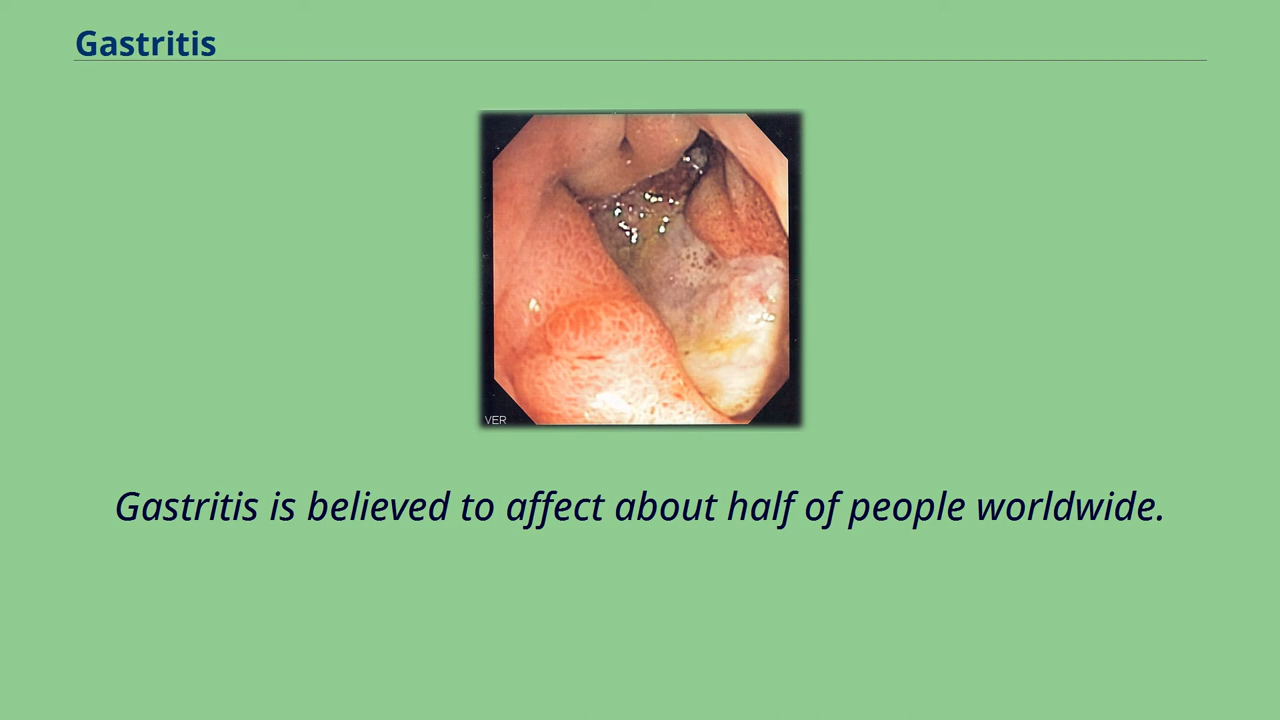 Gastritis
VER
Gastritis is believed to affect about half of people worldwide.